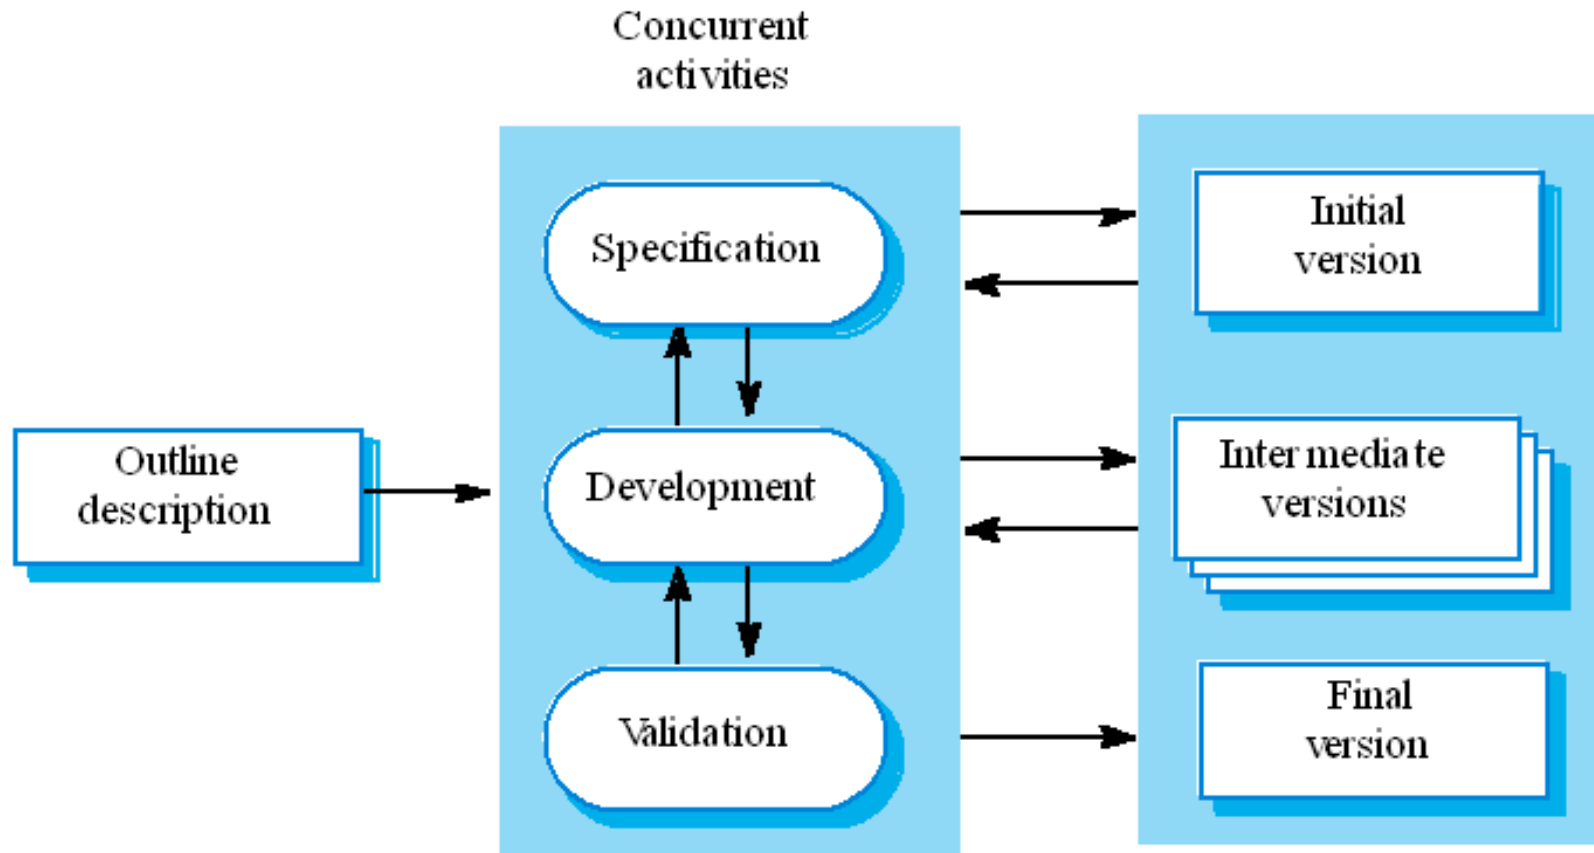 Concurrent
activities
Specification
Initial
version
Outline
description
Development
Intermediate
versions
Validation
Final
version